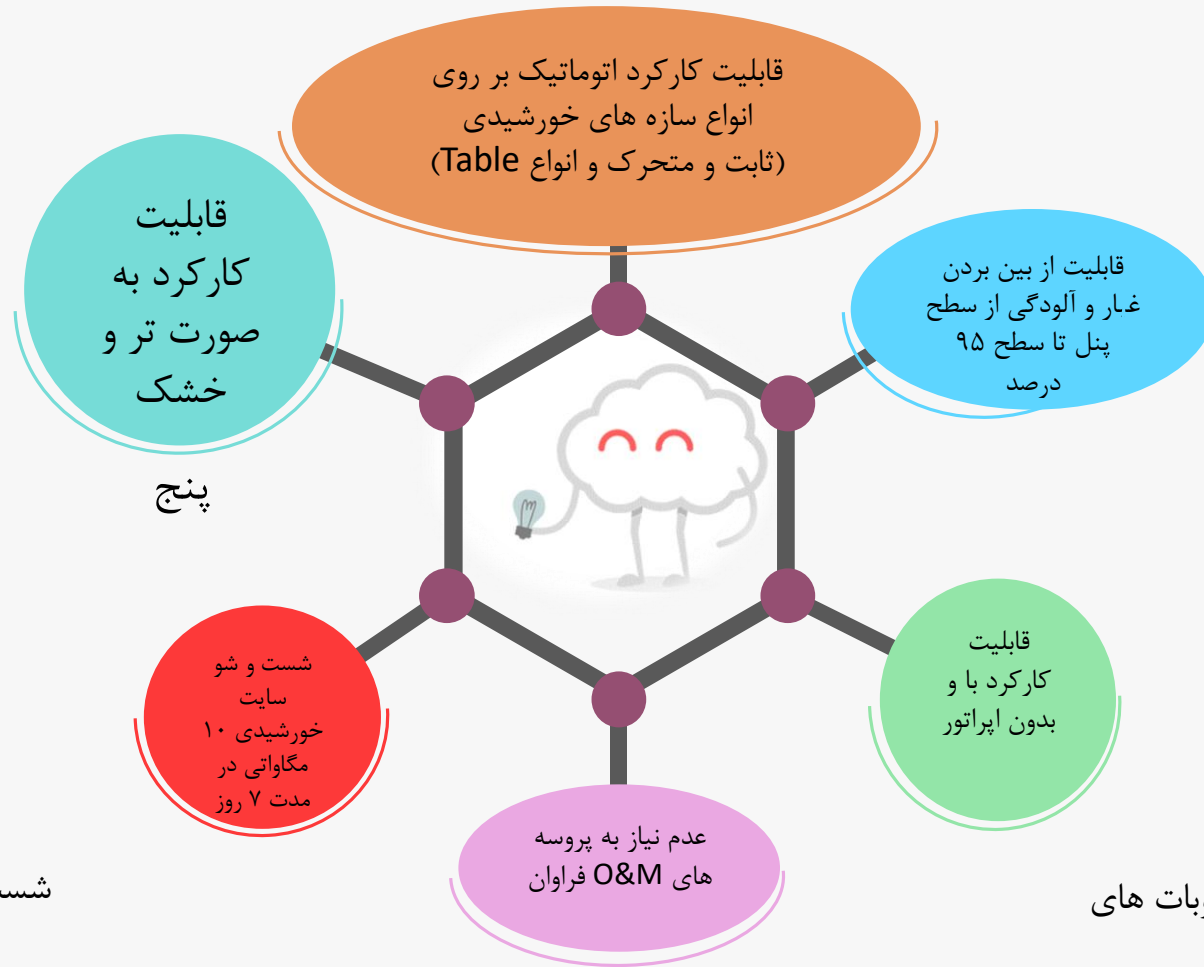 قابلیت کارکرد اتوماتیک بر روی
انواع سازه های خورشیدی
(ثابت و متحرک و انواع Table)
قابلیت از بین بردن
غبار و آلودگی از سطح
پنل تا سطح ۹۵
درصد
قابلیت
کارکرد به
صورت تر و
خشک
پنج
قابلیت
کارکرد با و
بدون اپراتور
شست و شو
سایت
خورشیدی ۱۰
مگاواتی در
مدت ۷ روز
عدم نیاز به پروسه
های O&M فراوان
های